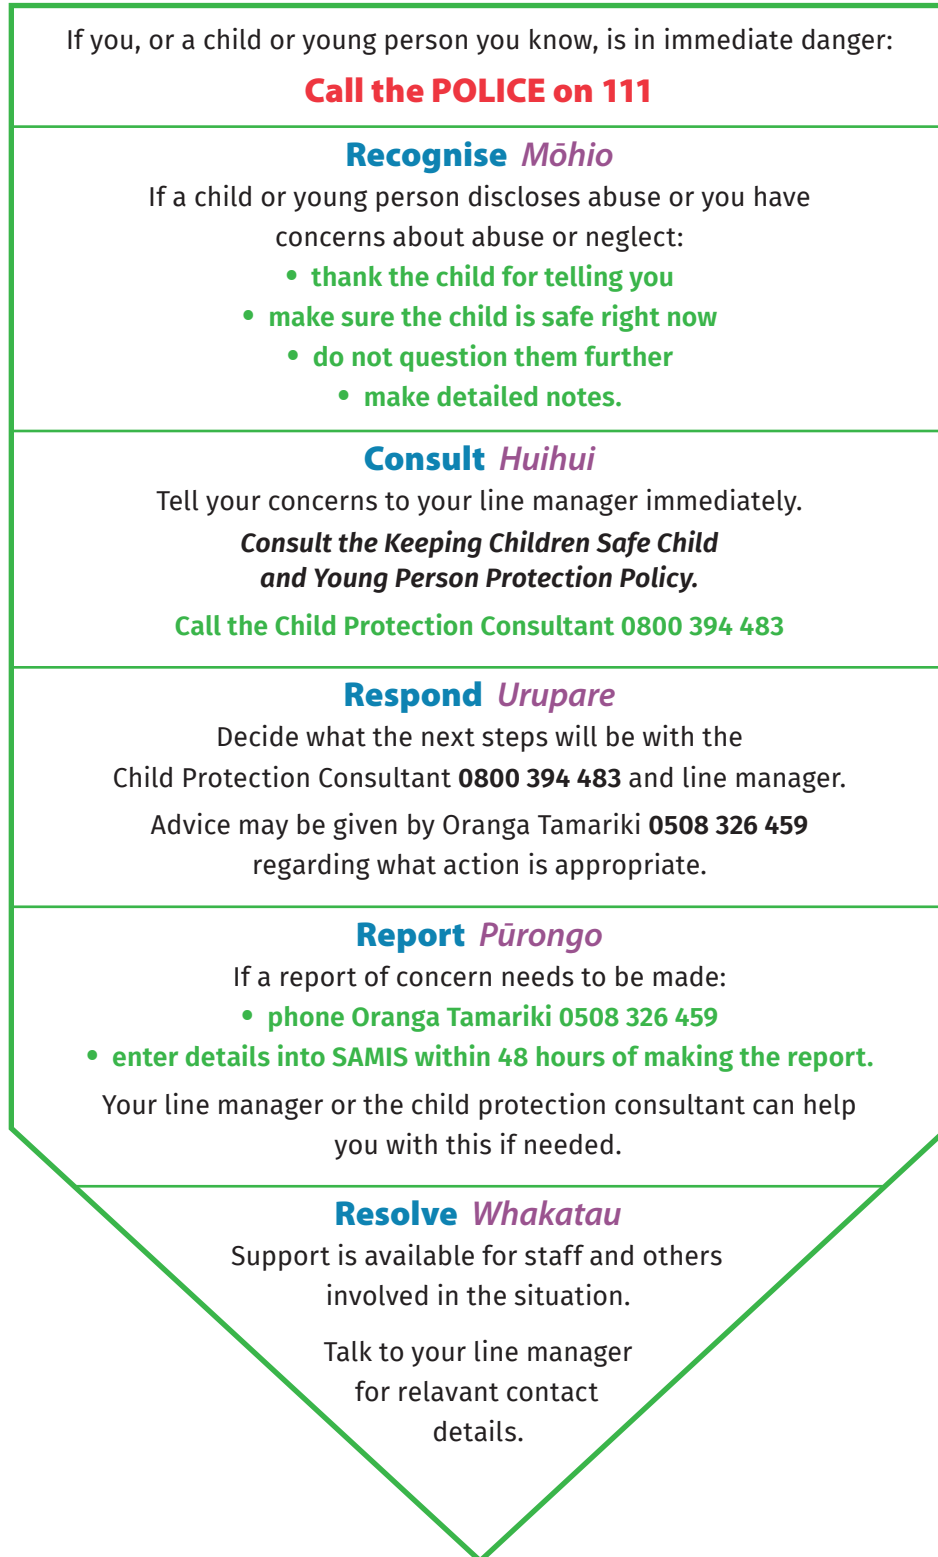 If you, or a child or young person you know, is in immediate danger:
Call the POLICE on 111
Recognise Mōhio
If a child or young person discloses abuse or you have
concerns about abuse or neglect:
• thank the child for telling you
• make sure the child is safe right now
• do not question them further
• make detailed notes.
Consult Huihui
Tell your concerns to your line manager immediately.
Consult the Keeping Children Safe Child
and Young Person Protection Policy.
Call the Child Protection Consultant 0800 394 483
Respond Urupare
Decide what the next steps will be with the
Child Protection Consultant 0800 394 483 and line manager.
Advice may be given by Oranga Tamariki 0508 326 459
regarding what action is appropriate.
Report Pūrongo
If a report of concern needs to be made:
• phone Oranga Tamariki 0508 326 459
• enter details into SAMIS within 48 hours of making the report.
Your line manager or the child protection consultant can help
you with this if needed.
Resolve Whakatau
Support is available for staff and others
involved in the situation.
Talk to your line manager
for relavant contact
details.